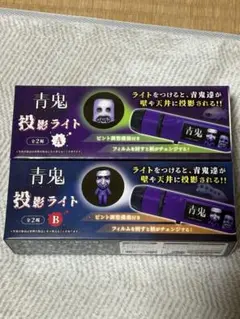 青鬼
投影ライト
全2種
A
ライトをつけると、青鬼達が
壁や天井に投影される!!
ピント調整機能付き
フィルムを回すと柄がチェンジする!
青鬼
投影ライト
全2種
B
ライトをつけると、青鬼達が
壁や天井に投影される!!
ピント調整機能付き
フィルムを回すと柄がチェンジする!